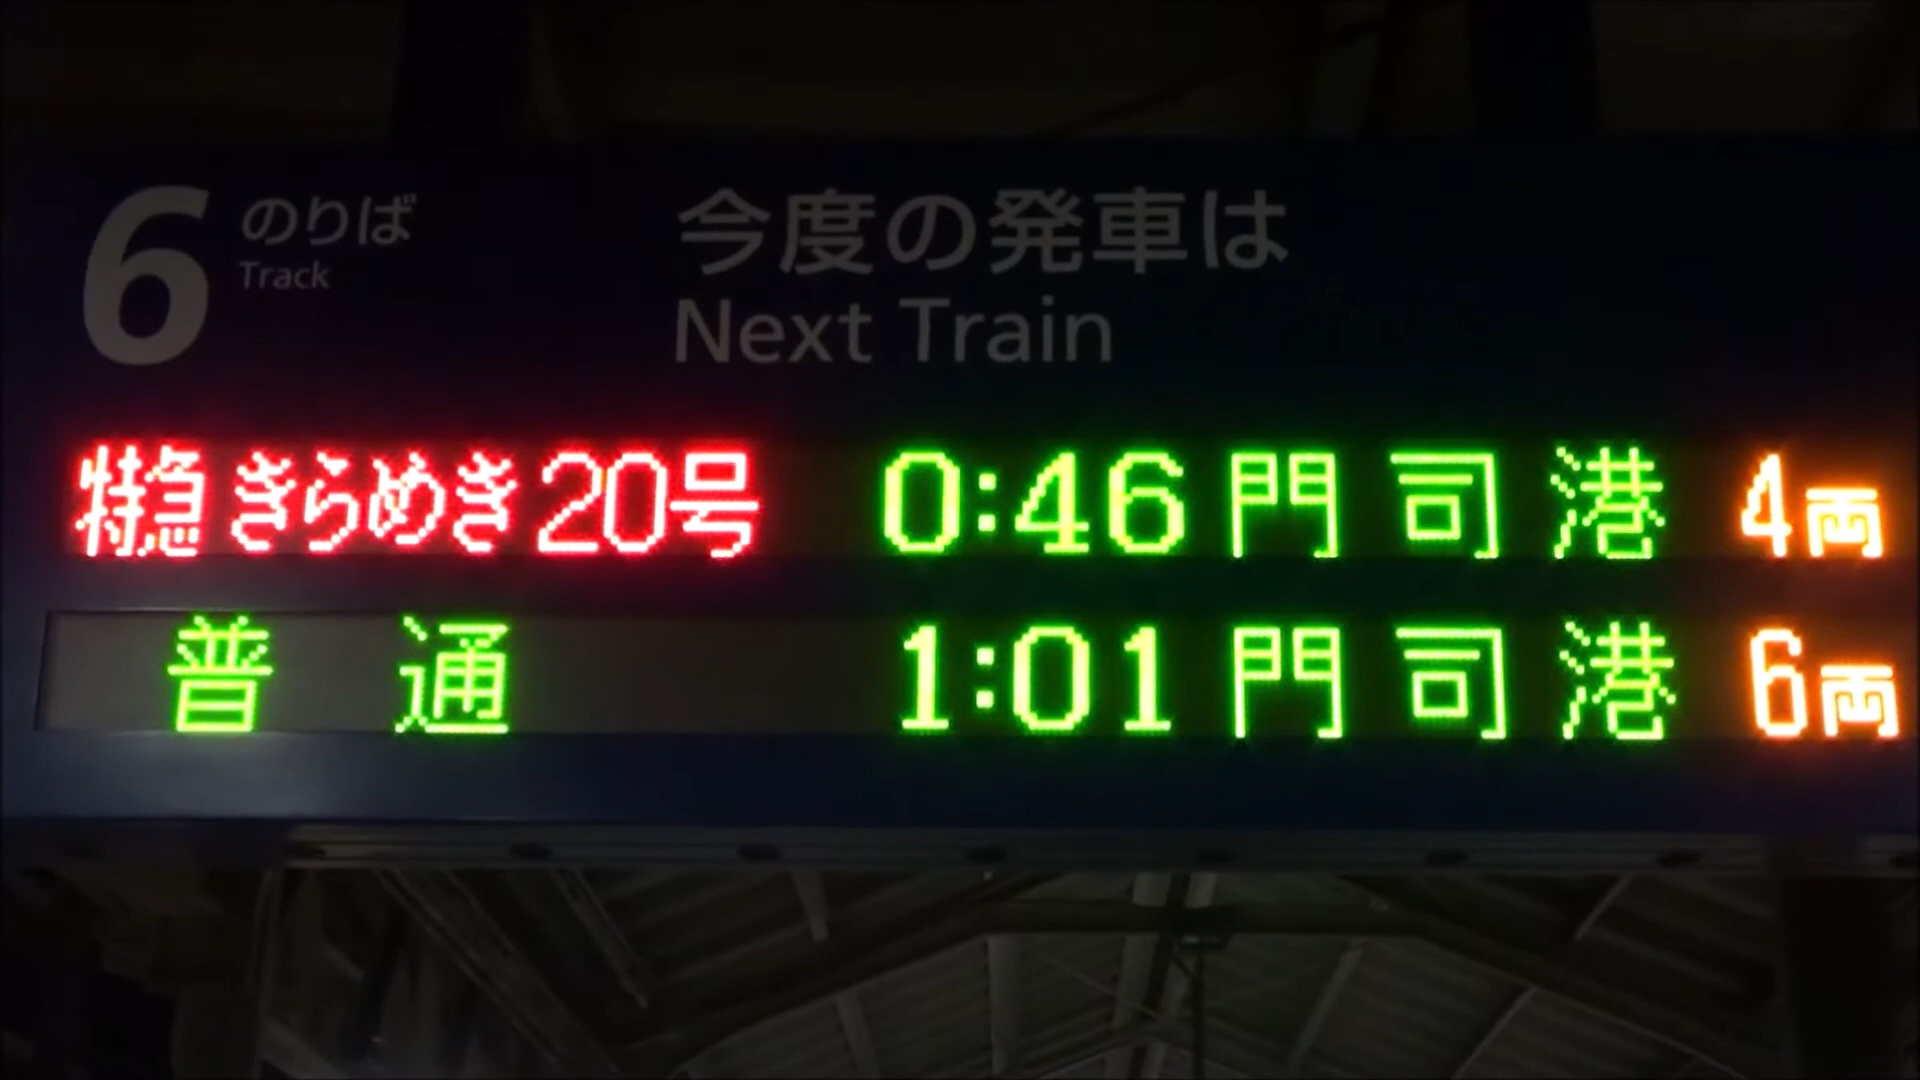 6 のりば
Track
今度の発車は
Next Train
特急 きらめき20号 0:46 門司港 4両
普通 1:01 門司港 6両